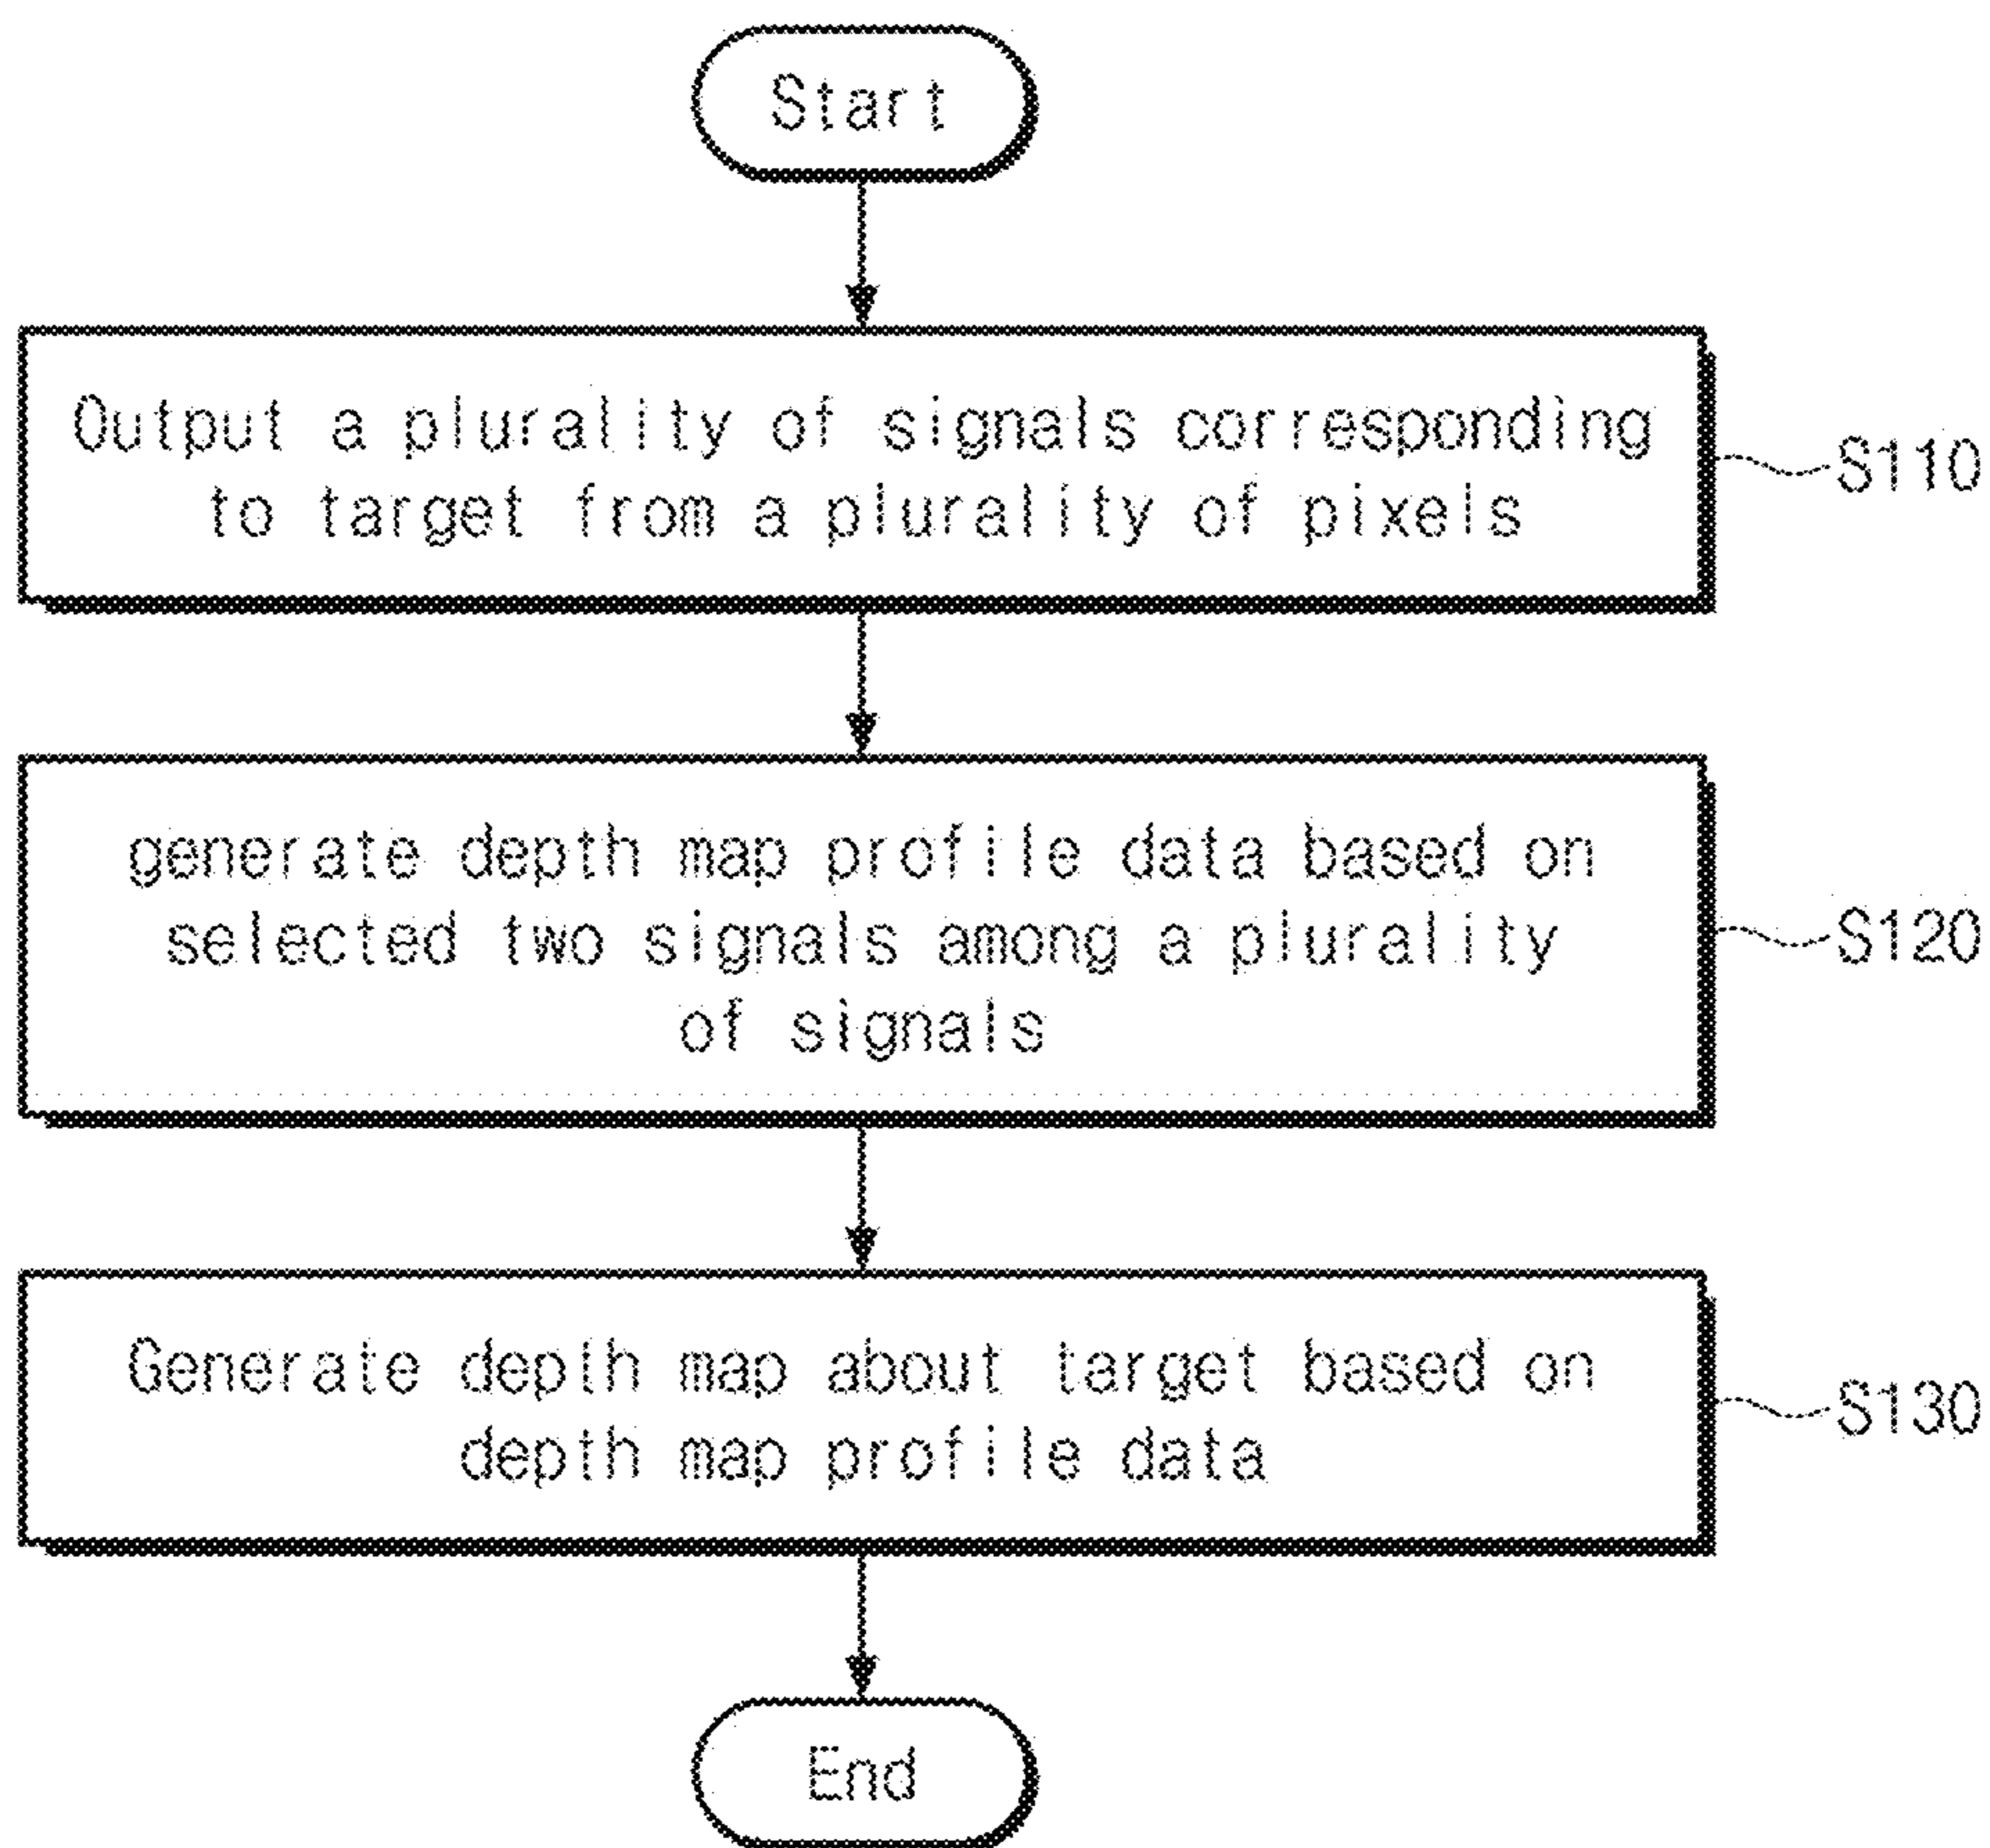 Start
Output a plurality of signals corresponding
to target from a plurality of pixels
S110
generate depth map profile data based on
selected two signals among a plurality
of signals
S120
Generate depth map about target based on
depth map profile data
S130
End